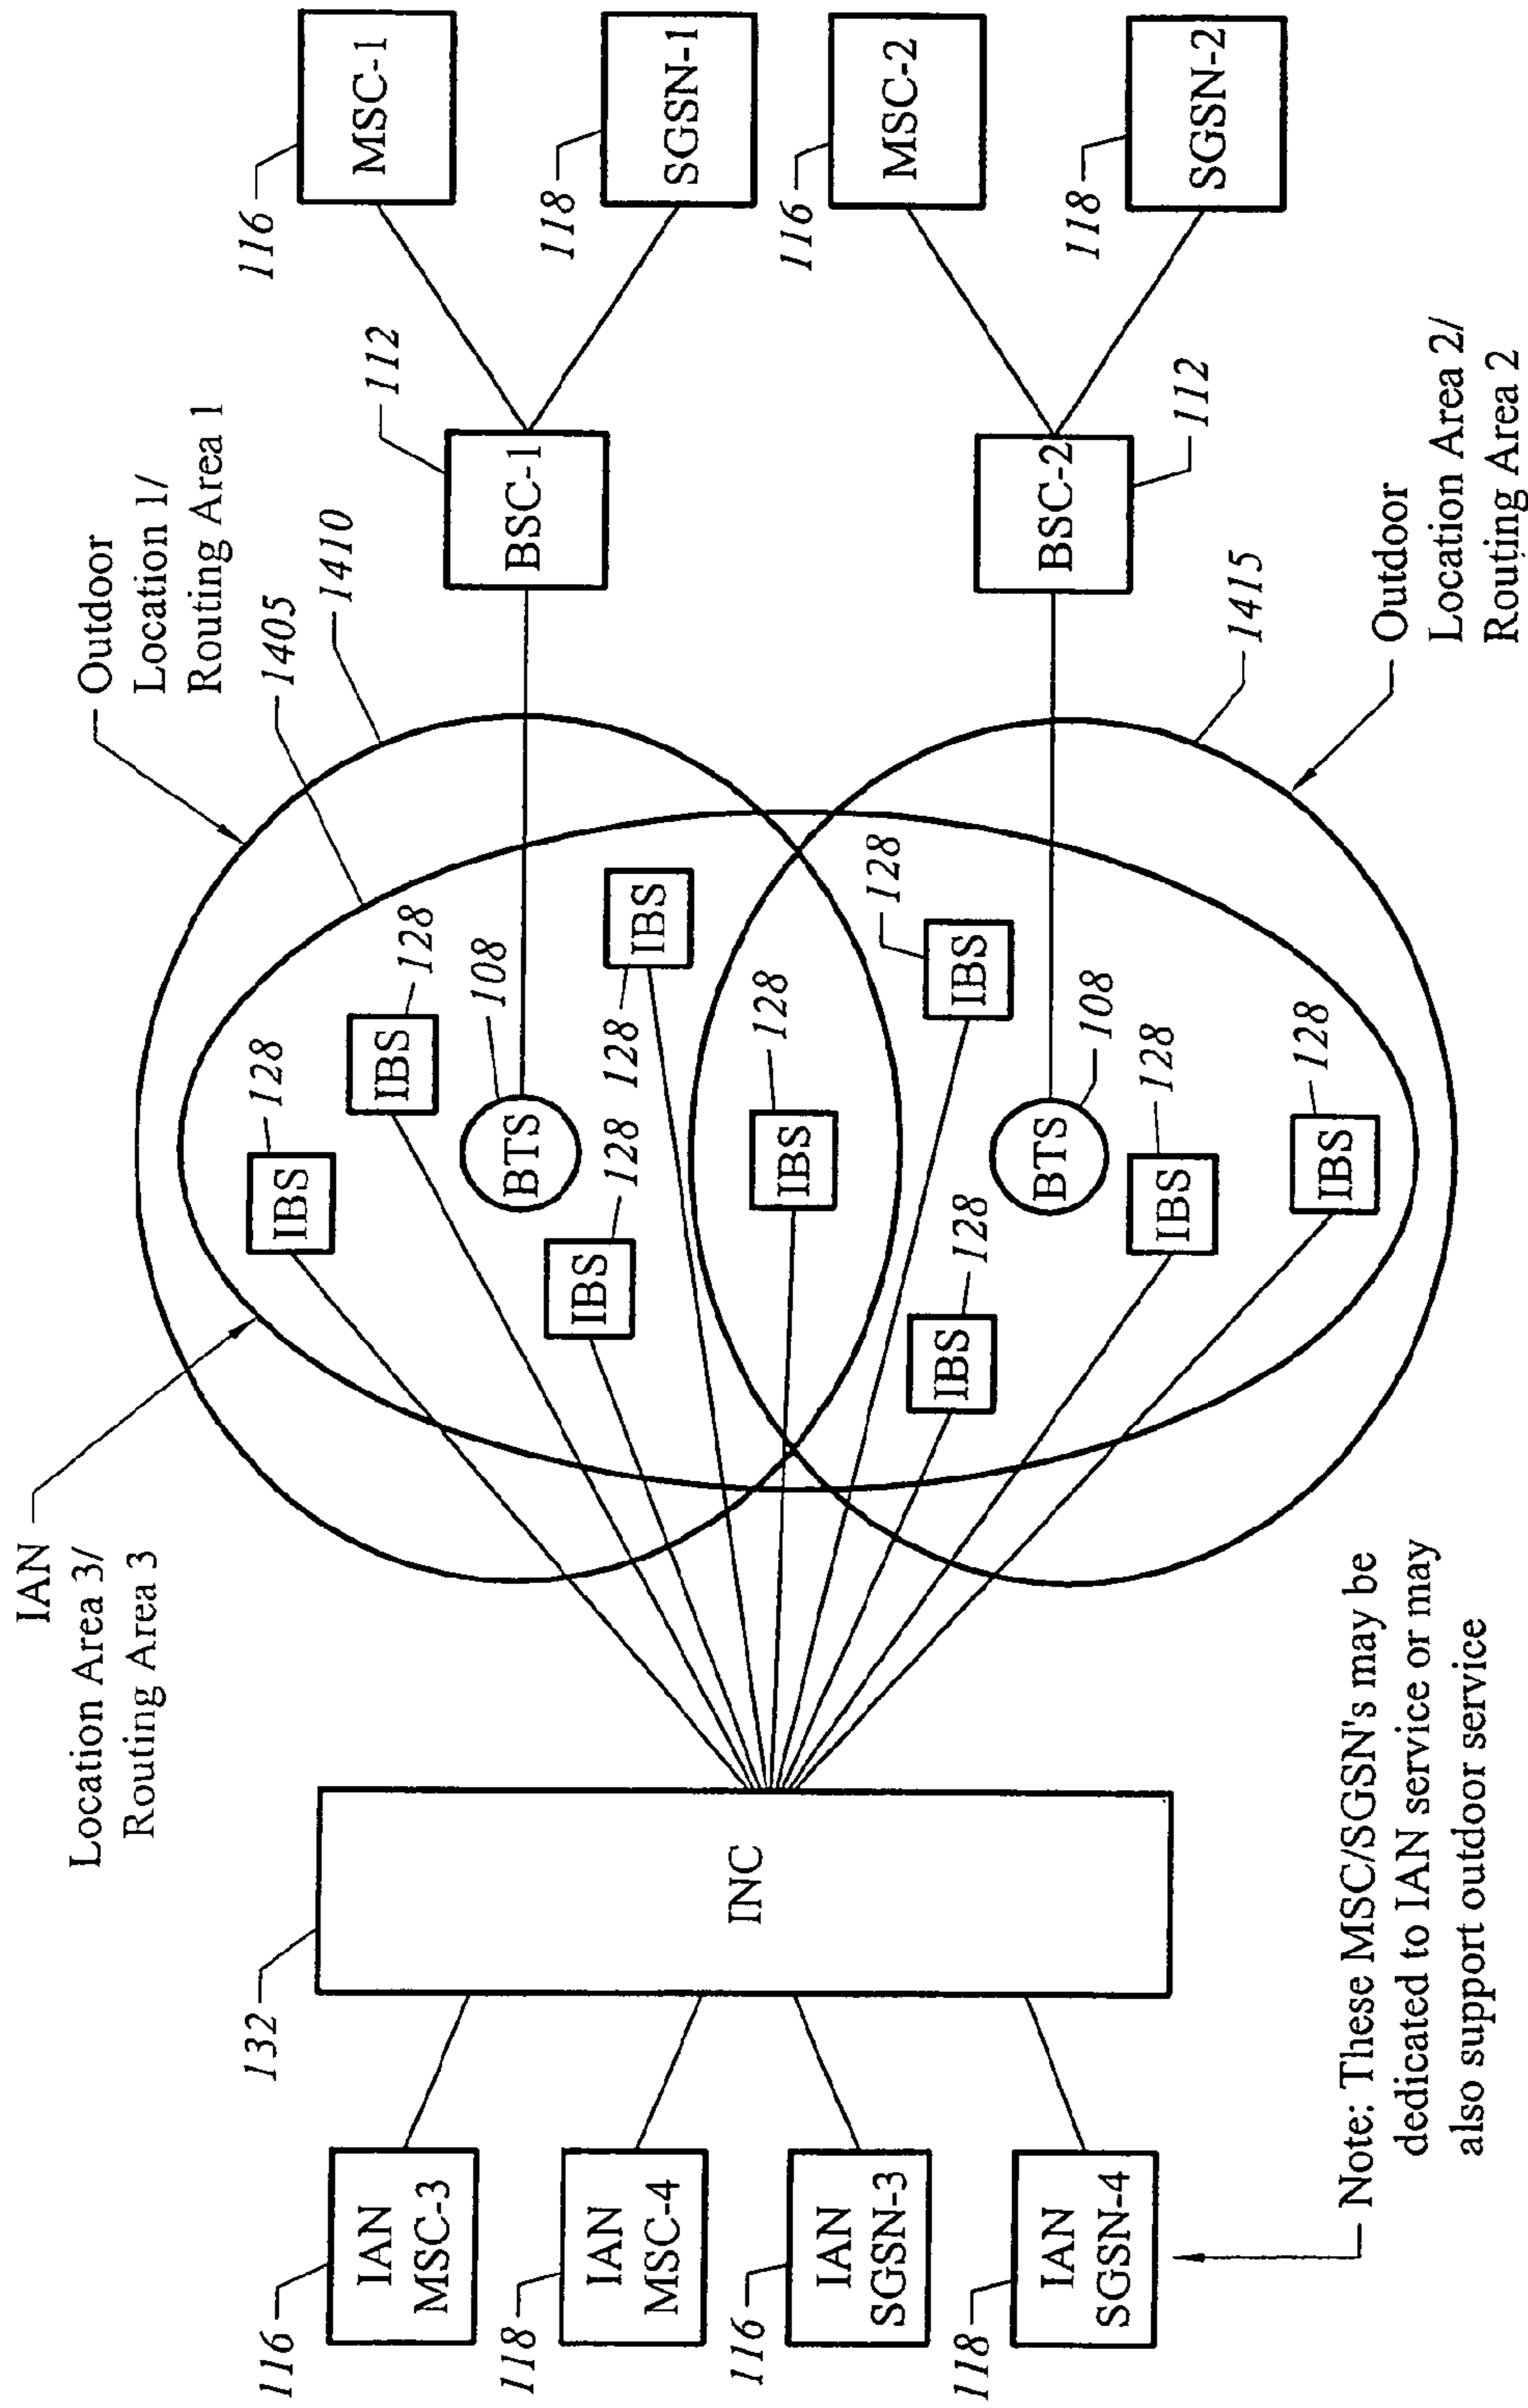 IAN
Location Area 3/
Routing Area 3
Outdoor
Location 1/
Routing Area 1
1405
1410
132
INC
116
IAN
MSC-3
118
IAN
MSC-4
116
IAN
SGSN-3
118
IAN
SGSN-4
IBS
128
IBS
128
BTS
108
IBS
128
IBS
128
IBS
128
IBS
128
IBS
128
BTS
108
IBS
128
IBS
128
BSC-1
112
MSC-1
116
SGSN-1
118
BSC-2
112
MSC-2
116
SGSN-2
118
1415
Outdoor
Location Area 2/
Routing Area 2
Note: These MSC/SGSN's may be
dedicated to IAN service or may
also support outdoor service